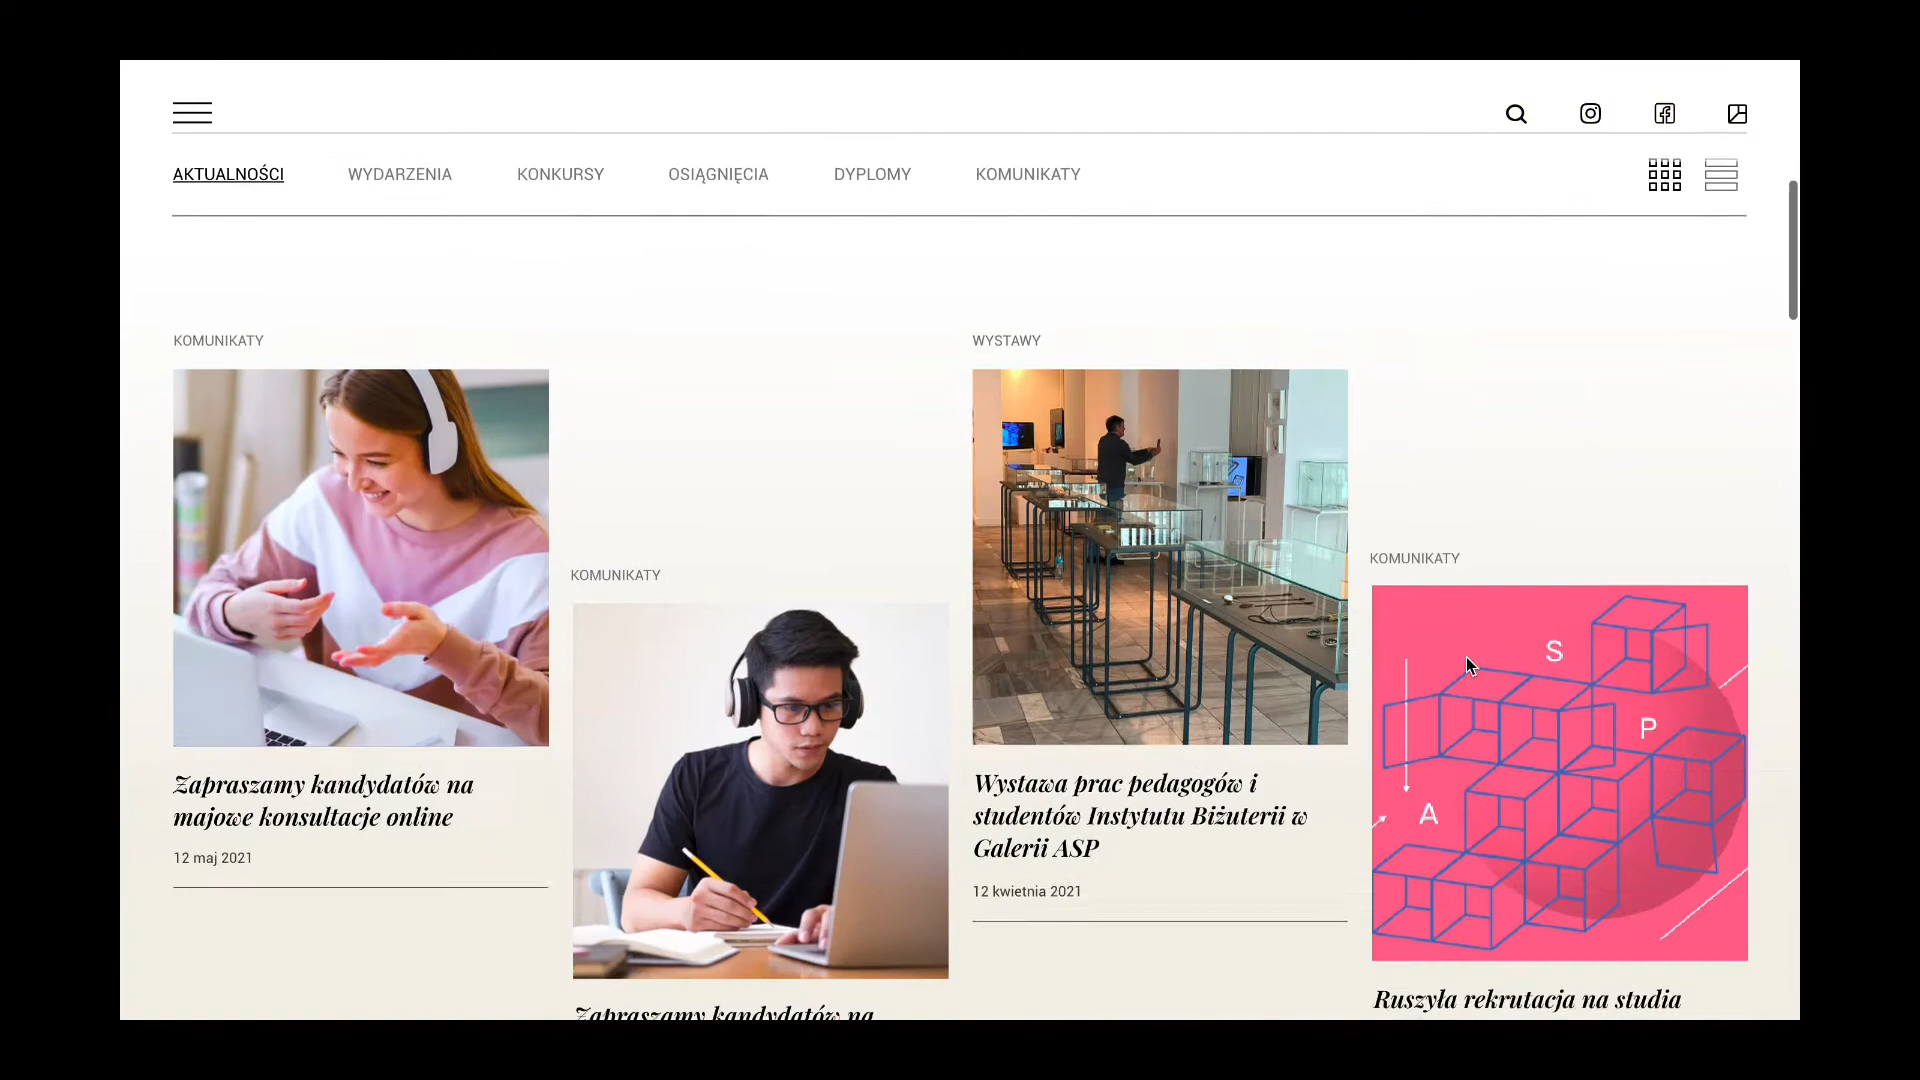 AKTUALNOŚCI
WYDARZENIA
KONKURSY
OSIĄGNIĘCIA
DYPLOMY
KOMUNIKATY
KOMUNIKATY
Zapraszamy kandydatów na
majowe konsultacje online
12 maj 2021
KOMUNIKATY
Zapraszamy kandydatów na
WYSTAWY
Wystawa prac pedagogów i
studentów Instytutu Biżuterii w
Galerii ASP
12 kwietnia 2021
KOMUNIKATY
S
P
A
Ruszyła rekrutacja na studia